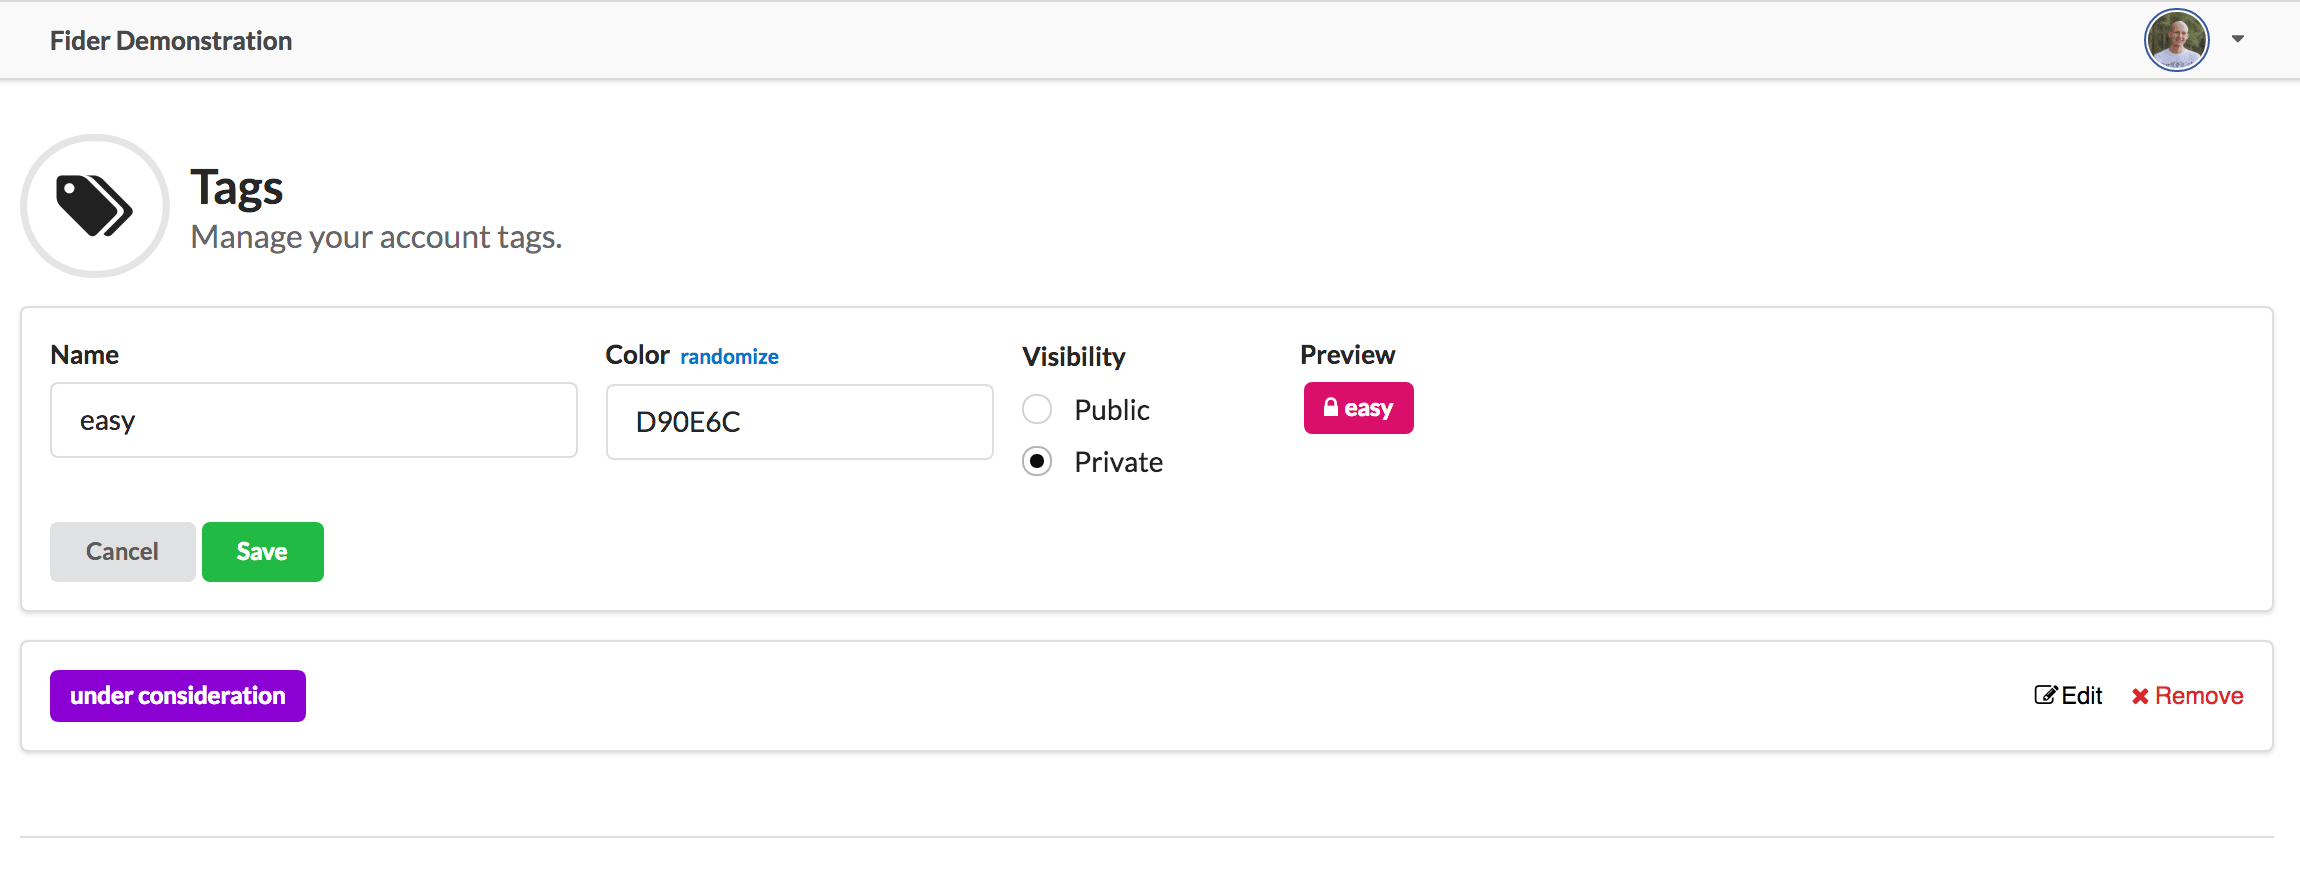 Fider Demonstration
Tags
Manage your account tags.
Name
Color randomize
Visibility
Preview
easy
D90E6C
Public
Private
easy
Cancel
Save
under consideration
Edit
Remove